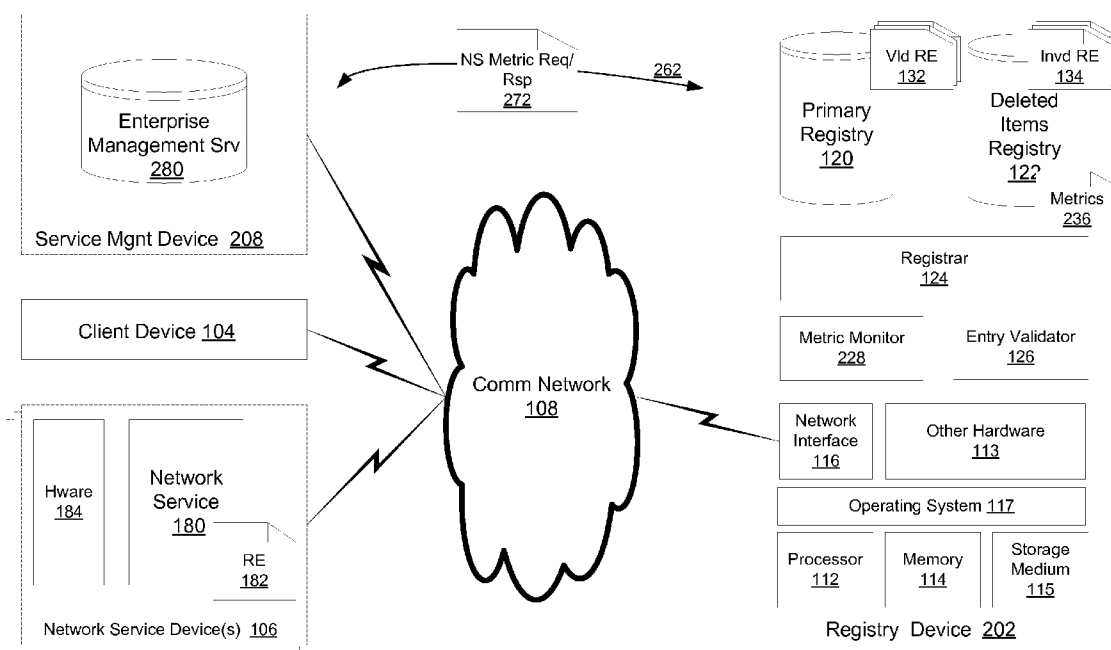 Enterprise
Management Srv
280
Service Mgnt Device 208
Client Device 104
Hware
184
Network
Service
180
RE
182
Network Service Device(s) 106
NS Metric Req/
Rsp
272
262
Comm Network
108
Vld RE
132
Invd RE
134
Primary
Registry
120
Deleted
Items
Registry
122
Metrics
236
Registrar
124
Metric Monitor
228
Entry Validator
126
Network
Interface
116
Other Hardware
113
Operating System 117
Processor
112
Memory
114
Storage
Medium
115
Registry Device 202